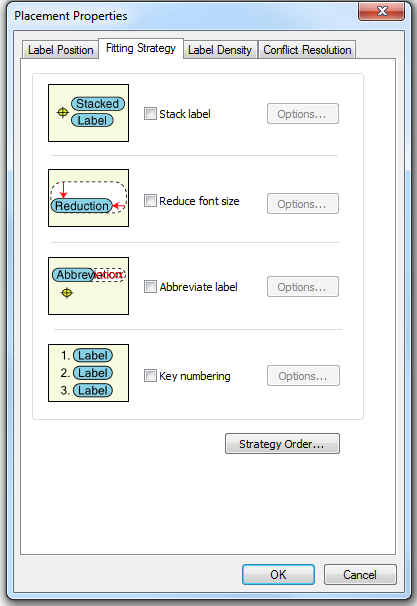 Placement Properties
Label Position
Fitting Strategy
Label Density
Conflict Resolution
Stacked
Label
Stack label
Options...
Reduction
Reduce font size
Options...
Abbreviation
Abbreviate label
Options...
1. Label
2. Label
3. Label
Key numbering
Options...
Strategy Order...
OK
Cancel